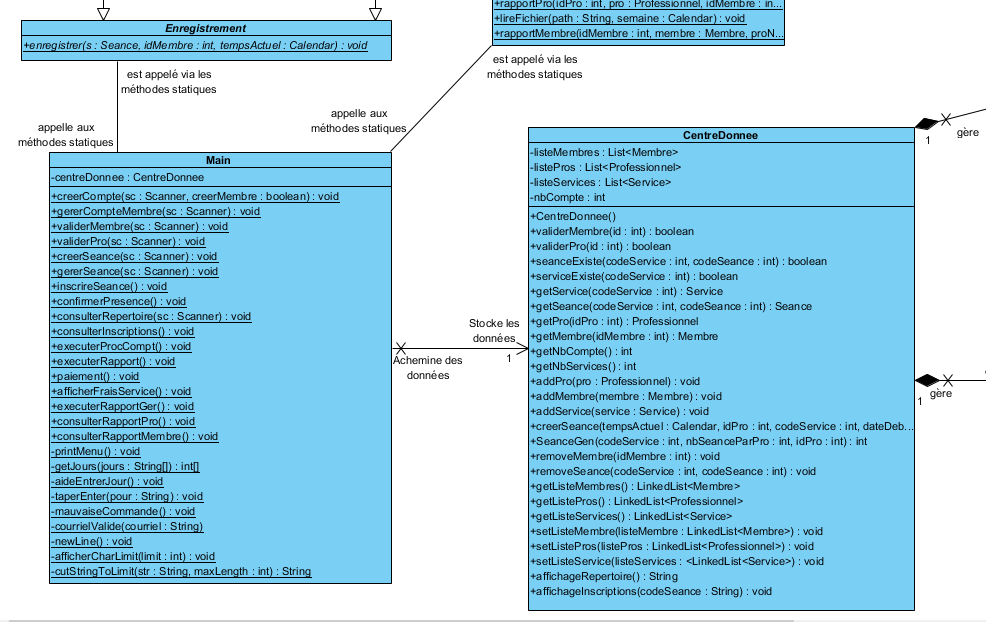 +rapportPro(idPro : int, pro : Professionnel, idMembre : in...
+lireFichier(path : String, semaine : Calendar) : void
+rapportMembre(idMembre : int, membre : Membre, proN...
Enregistrement
+enregistrer(s : Seance, idMembre : int, tempsActuel : Calendar) : void
est appelé via les
méthodes statiques
est appelé via les
méthodes statiques
appelle aux
méthodes statiques
appelle aux
méthodes statiques
Main
-centreDonnee : CentreDonnee
+creerCompte(sc : Scanner, creerMembre : boolean) : void
+gererCompteMembre(sc : Scanner) : void
+validerMembre(sc : Scanner) : void
+validerPro(sc : Scanner) : void
+creerSeance(sc : Scanner) : void
+gererSeance(sc : Scanner) : void
+inscrireSeance() : void
+confirmerPresence() : void
+consulterRepertoire(sc : Scanner) : void
+consulterInscriptions() : void
+executerProcCompt() : void
+executerRapport() : void
+paiement() : void
+afficherFraisService() : void
+executerRapportGer() : void
+consulterRapportPro() : void
+consulterRapportMembre() : void
-printMenu() : void
-getJours(jours : String[]) : int[]
-aideEntrerJour() : void
-taperEnter(pour : String) : void
-mauvaiseCommande() : void
-courrielValide(courriel : String)
-newLine() : void
-afficherCharLimit(limit : int) : void
-cutStringToLimit(str : String, maxLength : int) : String
Stocke les
données
1
Achemine des
données
CentreDonnee
-listeMembres : List<Membre>
-listePros : List<Professionnel>
-listeServices : List<Service>
-nbCompte : int
+CentreDonnee()
+validerMembre(id : int) : boolean
+validerPro(id : int) : boolean
+seanceExiste(codeService : int, codeSeance : int) : boolean
+serviceExiste(codeService : int) : boolean
+getService(codeService : int) : Service
+getSeance(codeService : int, codeSeance : int) : Seance
+getPro(idPro : int) : Professionnel
+getMembre(idMembre : int) : Membre
+getNbCompte() : int
+getNbServices() : int
+addPro(pro : Professionnel) : void
+addMembre(membre : Membre) : void
+addService(service : Service) : void
+creerSeance(tempsActuel : Calendar, idPro : int, codeService : int, dateDeb...
+SeanceGen(codeService : int, nbSeanceParPro : int, idPro : int) : int
+removeMembre(idMembre : int) : void
+removeSeance(codeService : int, codeSeance : int) : void
+getListeMembres() : LinkedList<Membre>
+getListePros() : LinkedList<Professionnel>
+getListeServices() : LinkedList<Service>
+setListeMembre(listeMembre : LinkedList<Membre>) : void
+setListePros(listePros : LinkedList<Professionnel>) : void
+setListeService(listeServices : <LinkedList<Service>) : void
+affichageRepertoire() : String
+affichageInscriptions(codeSeance : String) : void
1
gère
1
gère